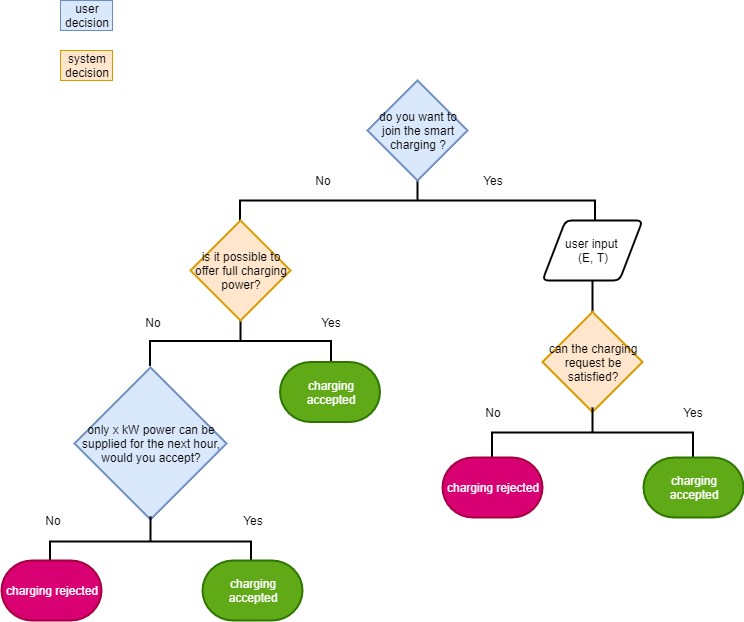 user
decision
system
decision
do you want to
join the smart
charging ?
No
Yes
is it possible to
offer full charging
power?
user input
(E, T)
No
Yes
can the charging
request be
satisfied?
charging
accepted
only x kW power can be
supplied for the next hour,
would you accept?
No
Yes
charging rejected
charging
accepted
No
Yes
charging rejected
charging
accepted